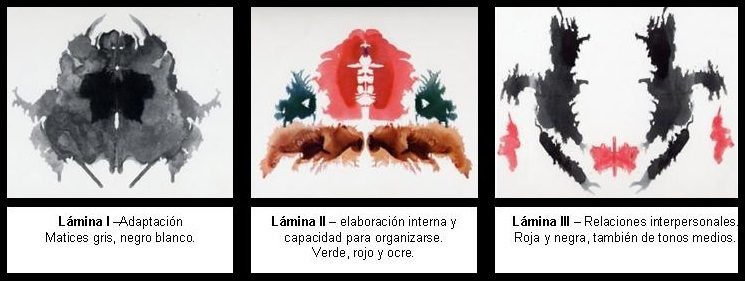 Lámina I –Adaptación
Matices gris, negro blanco.
Lámina II – elaboración interna y
capacidad para organizarse.
Verde, rojo y ocre.
Lámina III – Relaciones interpersonales.
Roja y negra, también de tonos medios.